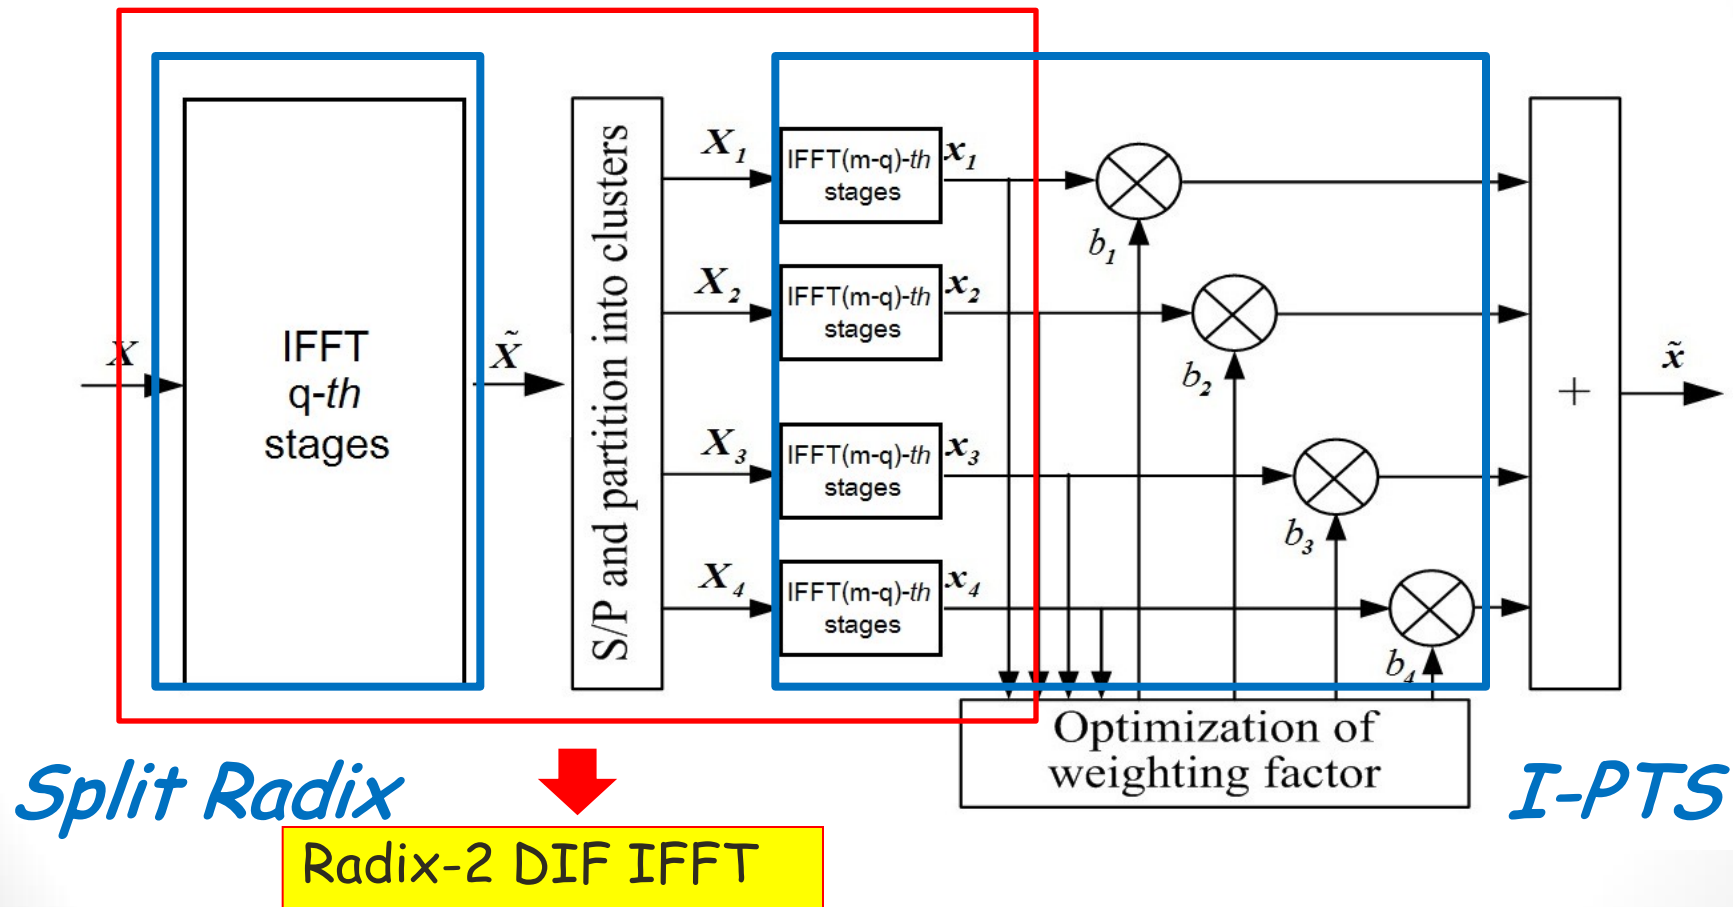 X
IFFT
q-th
stages
X̃
S/P and partition into clusters
X₁
X₂
X₃
X₄
IFFT(m-q)-th
stages
IFFT(m-q)-th
stages
IFFT(m-q)-th
stages
IFFT(m-q)-th
stages
x₁
x₂
x₃
x₄
b₁
b₂
b₃
b₄
+
x̃
Optimization of
weighting factor
Split Radix
I-PTS
Radix-2 DIF IFFT